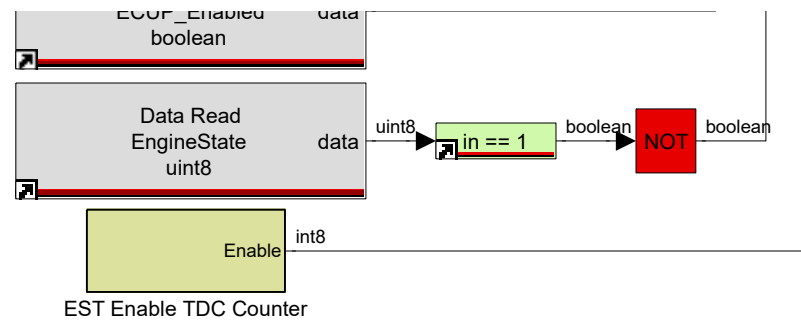 ECUP_Enabled
data
boolean
Data Read
EngineState
uint8
data
uint8
in == 1
boolean
NOT
boolean
Enable
int8
EST Enable TDC Counter